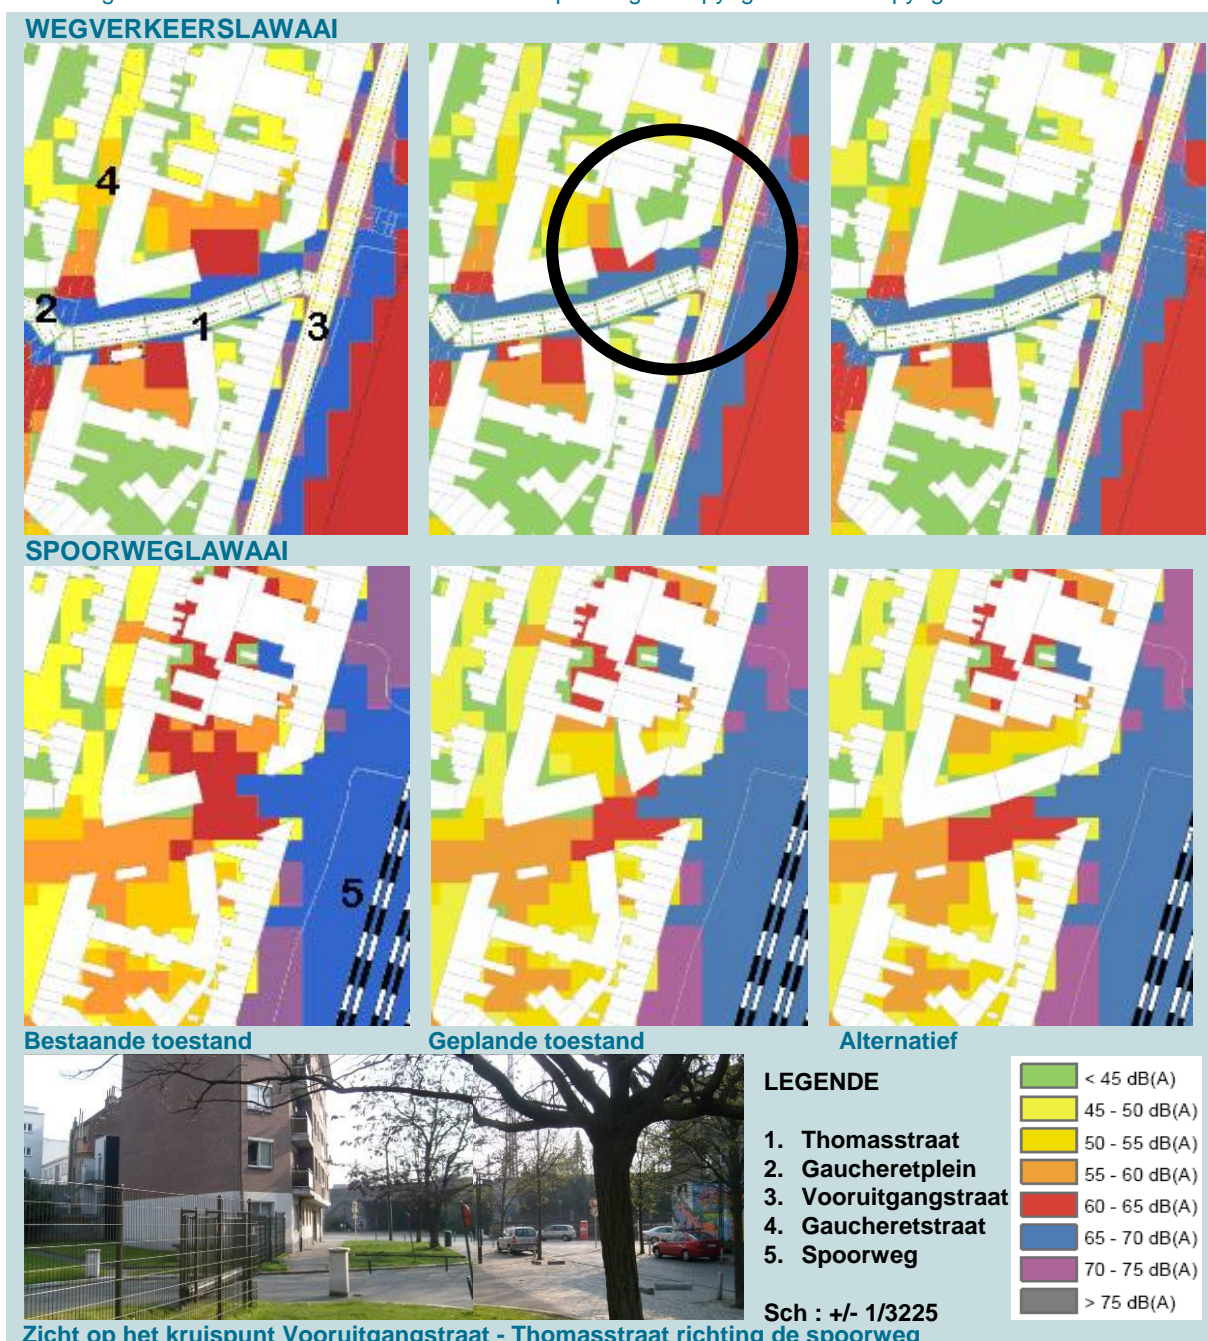 WEGVERKEERSLAWAAI
4
2
1
3
SPOORWEGLAWAAI
5
Bestaande toestand
Geplande toestand
Alternatief
LEGENDE
1. Thomasstraat
2. Gaucheretplein
3. Vooruitgangstraat
4. Gaucheretstraat
5. Spoorweg
Sch : +/- 1/3225
< 45 dB(A)
45 - 50 dB(A)
50 - 55 dB(A)
55 - 60 dB(A)
60 - 65 dB(A)
65 - 70 dB(A)
70 - 75 dB(A)
> 75 dB(A)
Zicht op het kruispunt Vooruitgangstraat - Thomasstraat richting de spoorweg